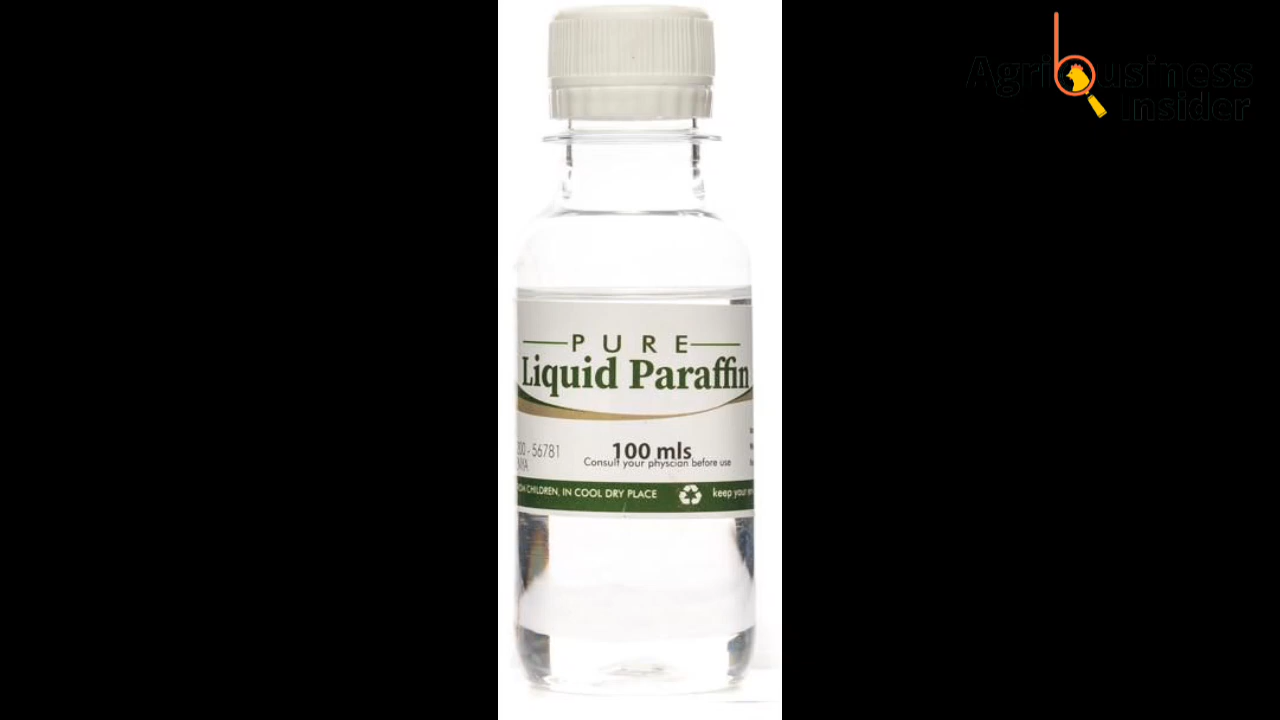 Agribusiness
Insider
PURE
Liquid Paraffin
100 mls
Consult your physcian before use
- 56781
CHILDREN, IN COOL DRY PLACE
keep your